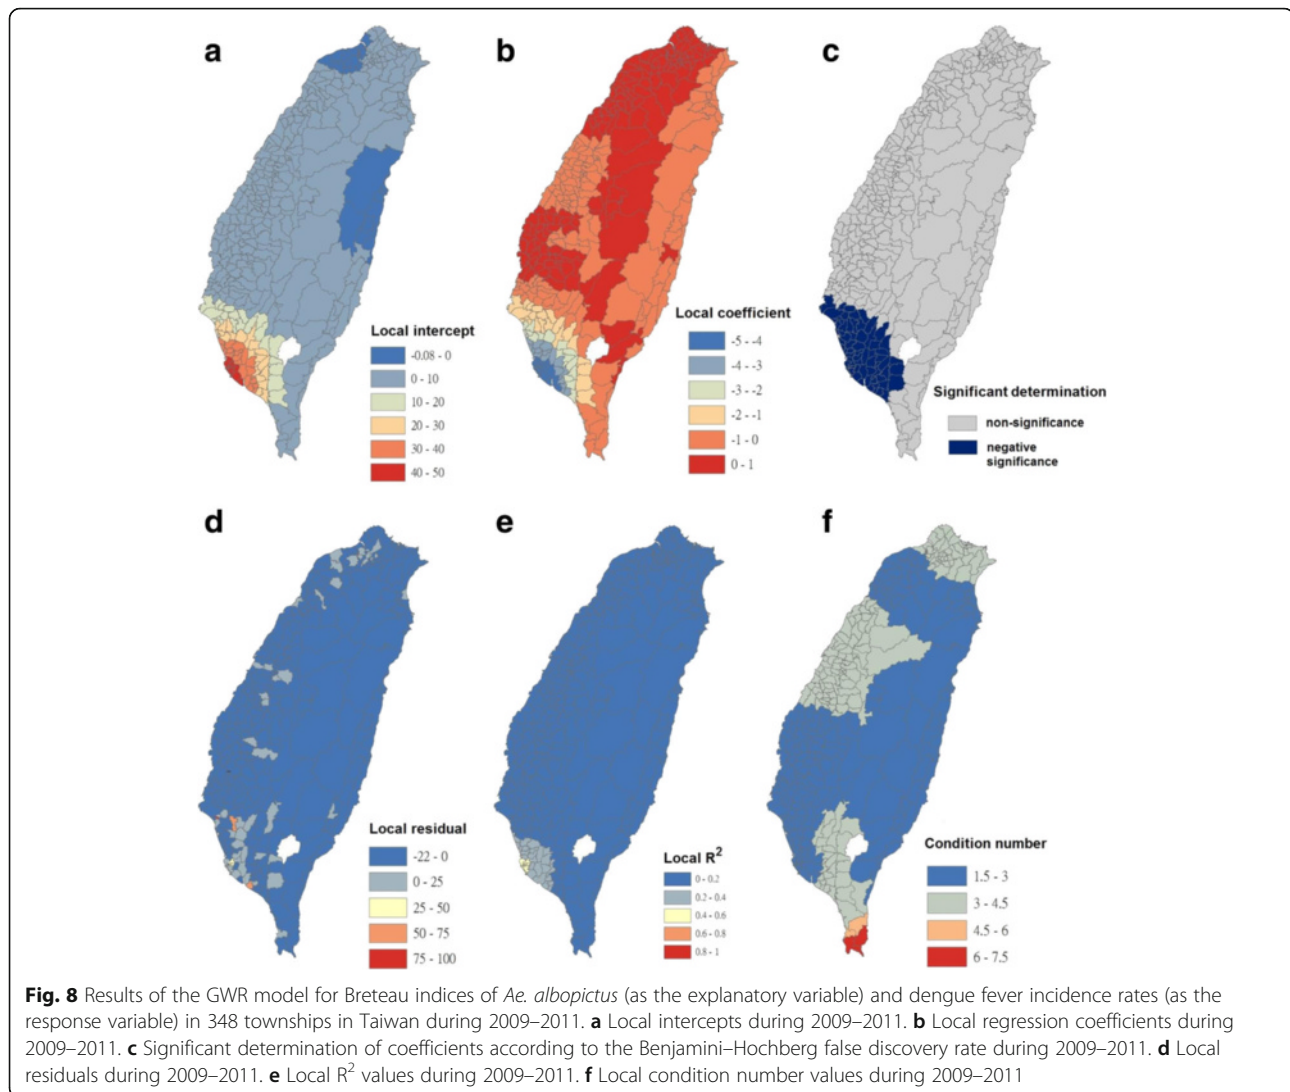 a
b
c
Local intercept
-0.08 - 0
0 - 10
10 - 20
20 - 30
30 - 40
40 - 50
Local coefficient
-5 - -4
-4 - -3
-3 - -2
-2 - -1
-1 - 0
0 - 1
Significant determination
non-significance
negative
significance
d
e
f
Local residual
-22 - 0
0 - 25
25 - 50
50 - 75
75 - 100
Local R²
0 - 0.2
0.2 - 0.4
0.4 - 0.6
0.6 - 0.8
0.8 - 1
Condition number
1.5 - 3
3 - 4.5
4.5 - 6
6 - 7.5
Fig. 8 Results of the GWR model for Breteau indices of Ae. albopictus (as the explanatory variable) and dengue fever incidence rates (as the
response variable) in 348 townships in Taiwan during 2009–2011. a Local intercepts during 2009–2011. b Local regression coefficients during
2009–2011. c Significant determination of coefficients according to the Benjamini–Hochberg false discovery rate during 2009–2011. d Local
residuals during 2009–2011. e Local R² values during 2009–2011. f Local condition number values during 2009–2011